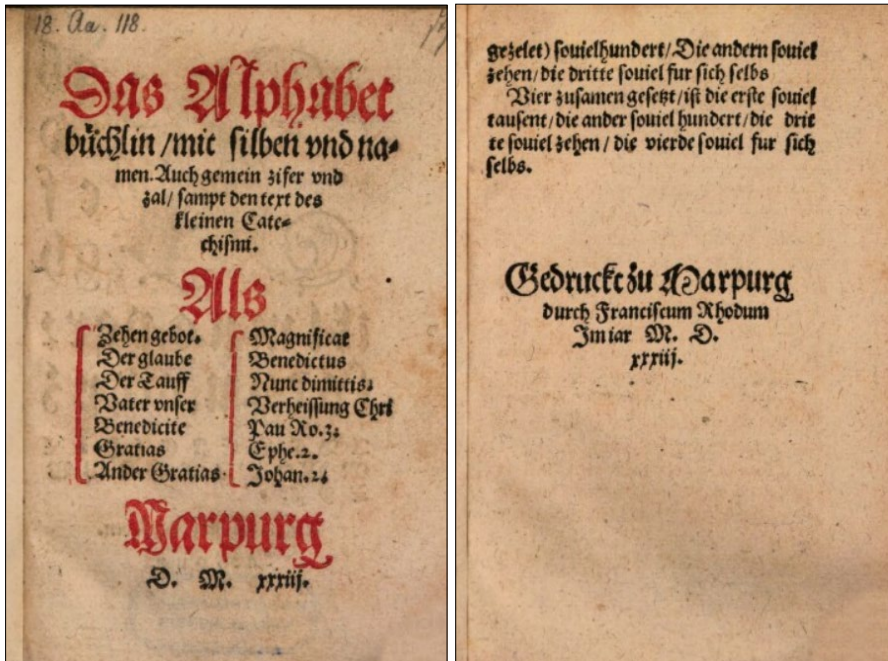 18. Aa. 118.
Das Alphabet
büchlin / mit silben vnd na-
men. Auch gemein zifer vnd
zal / sampt den text des
kleinen Cate-
chismi.
Als
Zehen gebot.
Der glaube
Der Tauff
Vater vnser
Benedicite
Gratias
Ander Gratias
Magnificat
Benedictus
Nunc dimittis.
Verheissung Chri
Pau Ro. 3.
Ephe. 2.
Johan. 2.
Marpurg
D. M. xxxiij.
gezelet) souielhundert / Die andern souiel
zehen / die dritte souiel fur sich selbs
Vier zusamen gesetzt / ist die erste souiel
tausent / die ander souiel hundert / die drit
te souiel zehen / die vierde souiel fur sich
selbs.
Gedruckt zu Marpurg
durch Franciscum Rhodum
Im iar M. D.
xxxiij.